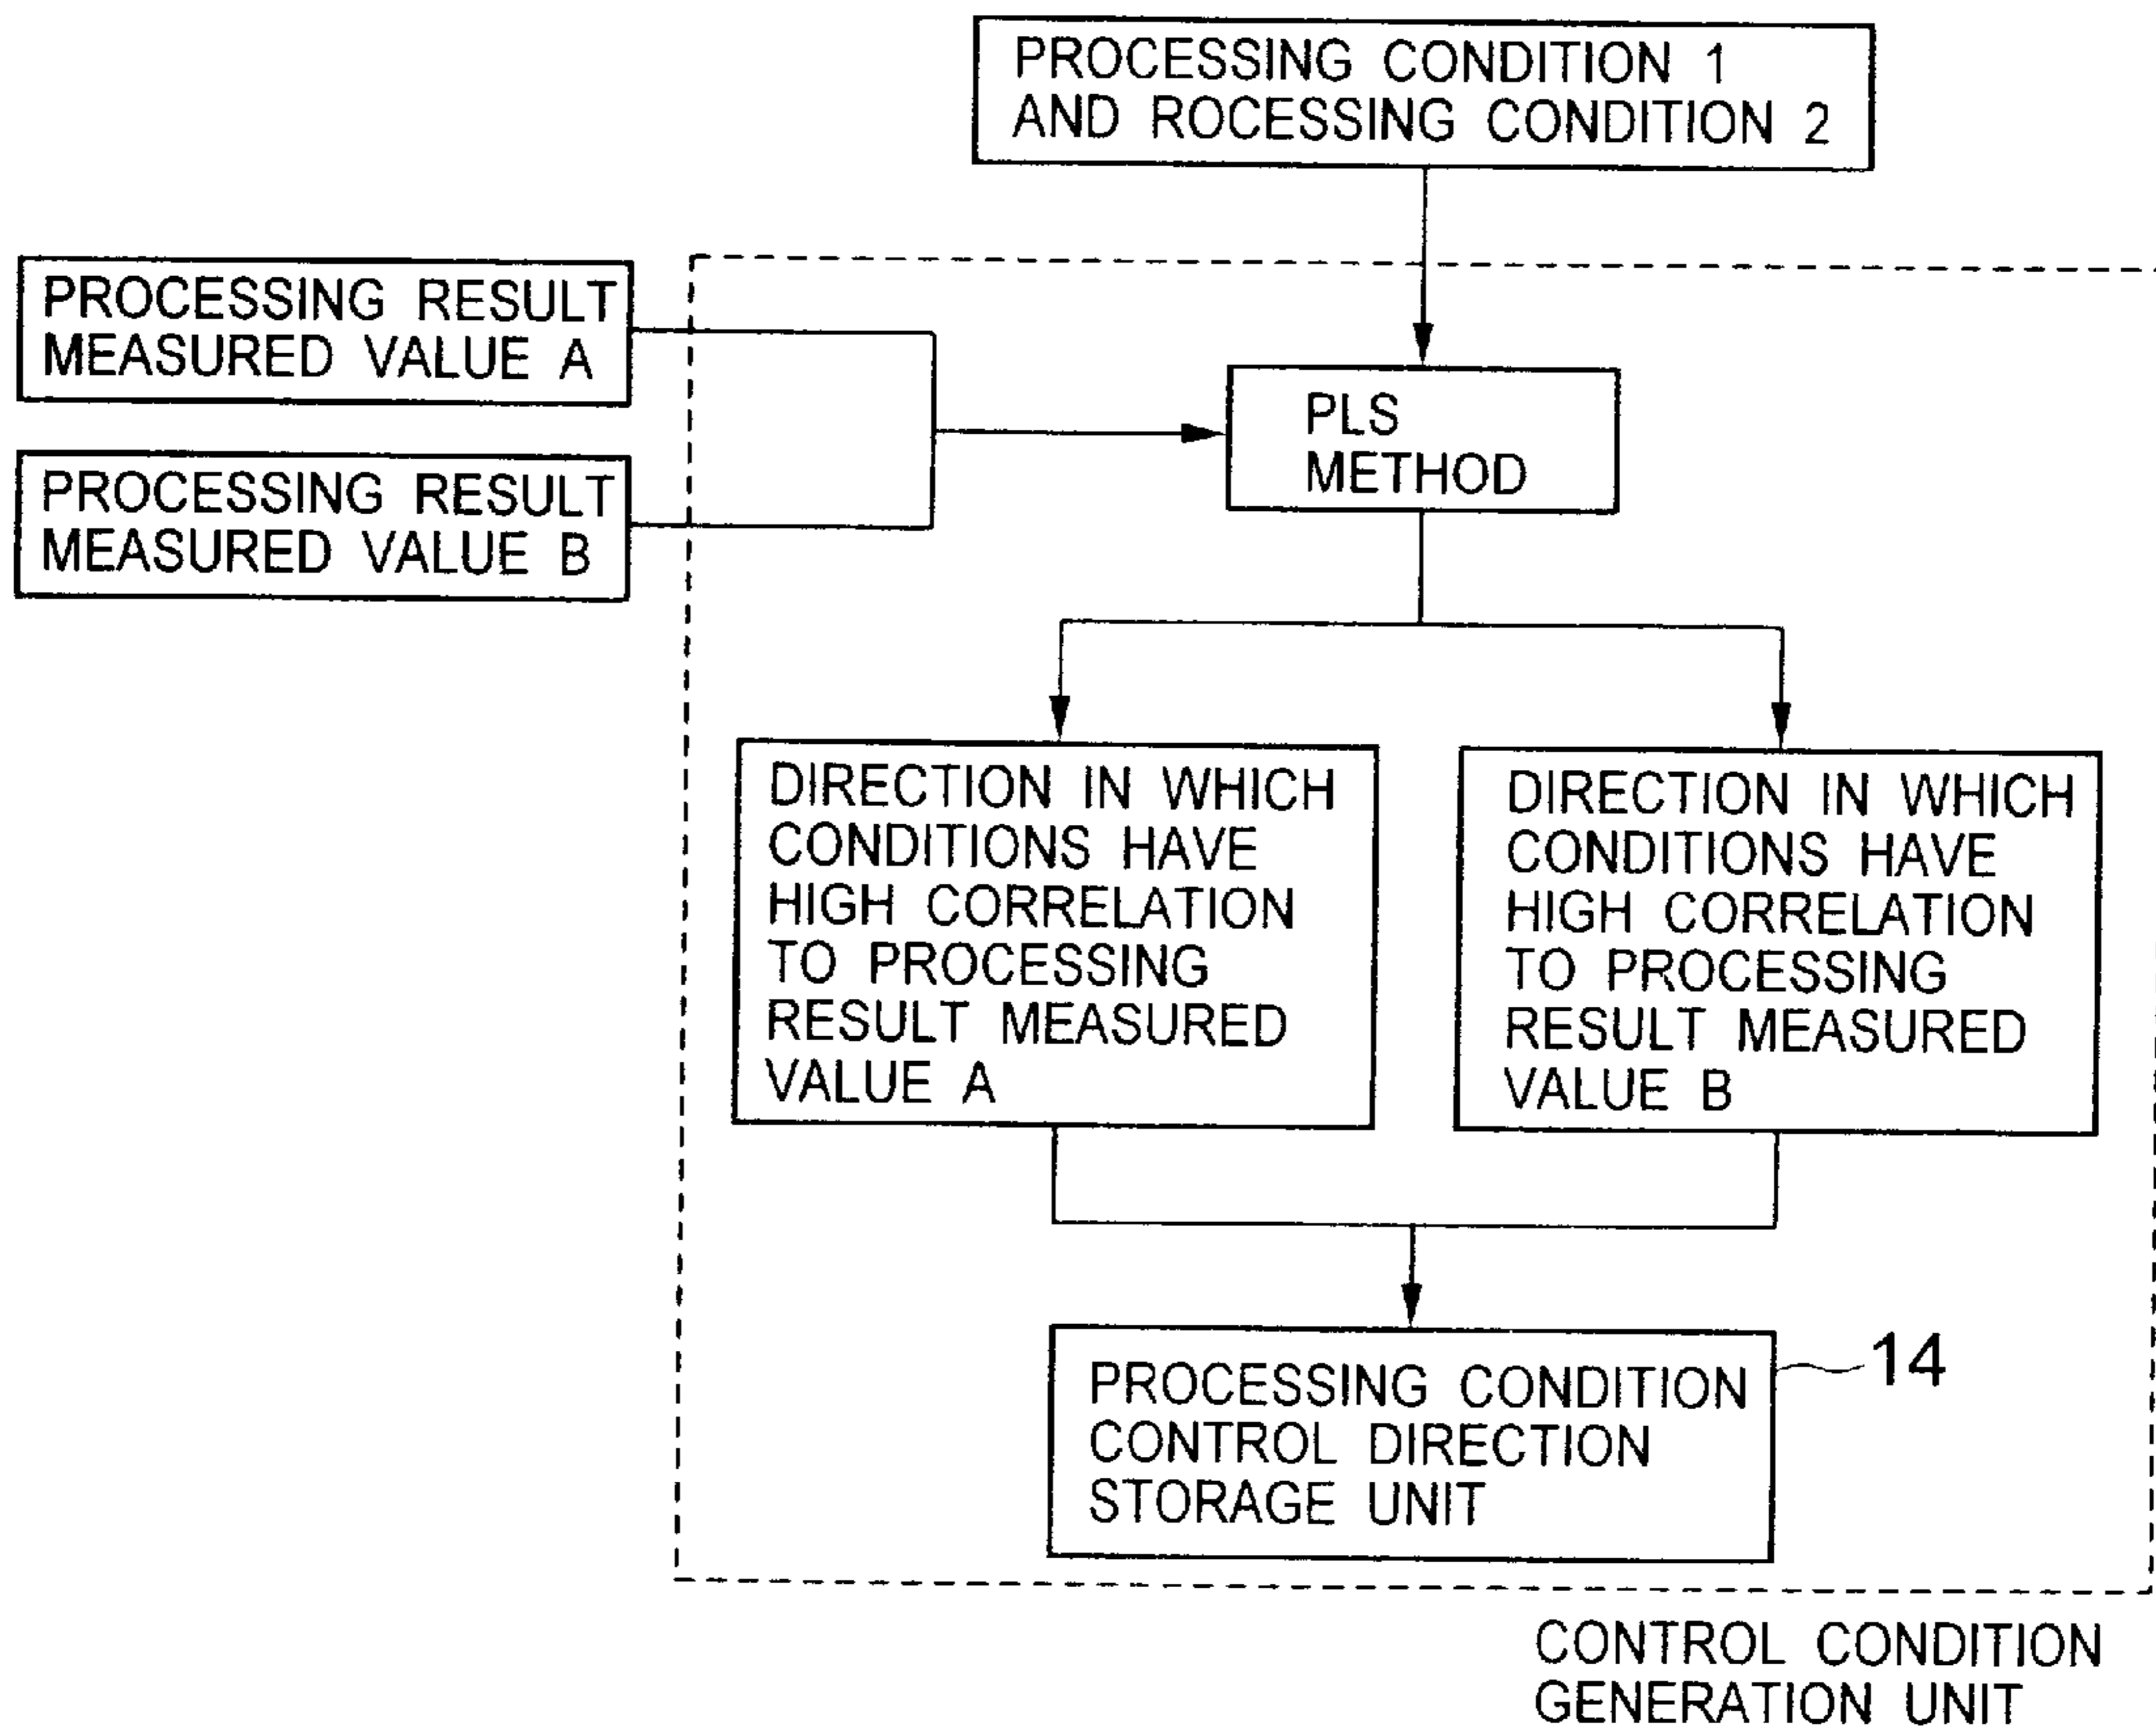 PROCESSING CONDITION 1
AND ROCESSING CONDITION 2
PROCESSING RESULT
MEASURED VALUE A
PROCESSING RESULT
MEASURED VALUE B
PLS
METHOD
DIRECTION IN WHICH
CONDITIONS HAVE
HIGH CORRELATION
TO PROCESSING
RESULT MEASURED
VALUE A
DIRECTION IN WHICH
CONDITIONS HAVE
HIGH CORRELATION
TO PROCESSING
RESULT MEASURED
VALUE B
PROCESSING CONDITION
CONTROL DIRECTION
STORAGE UNIT
14
CONTROL CONDITION
GENERATION UNIT